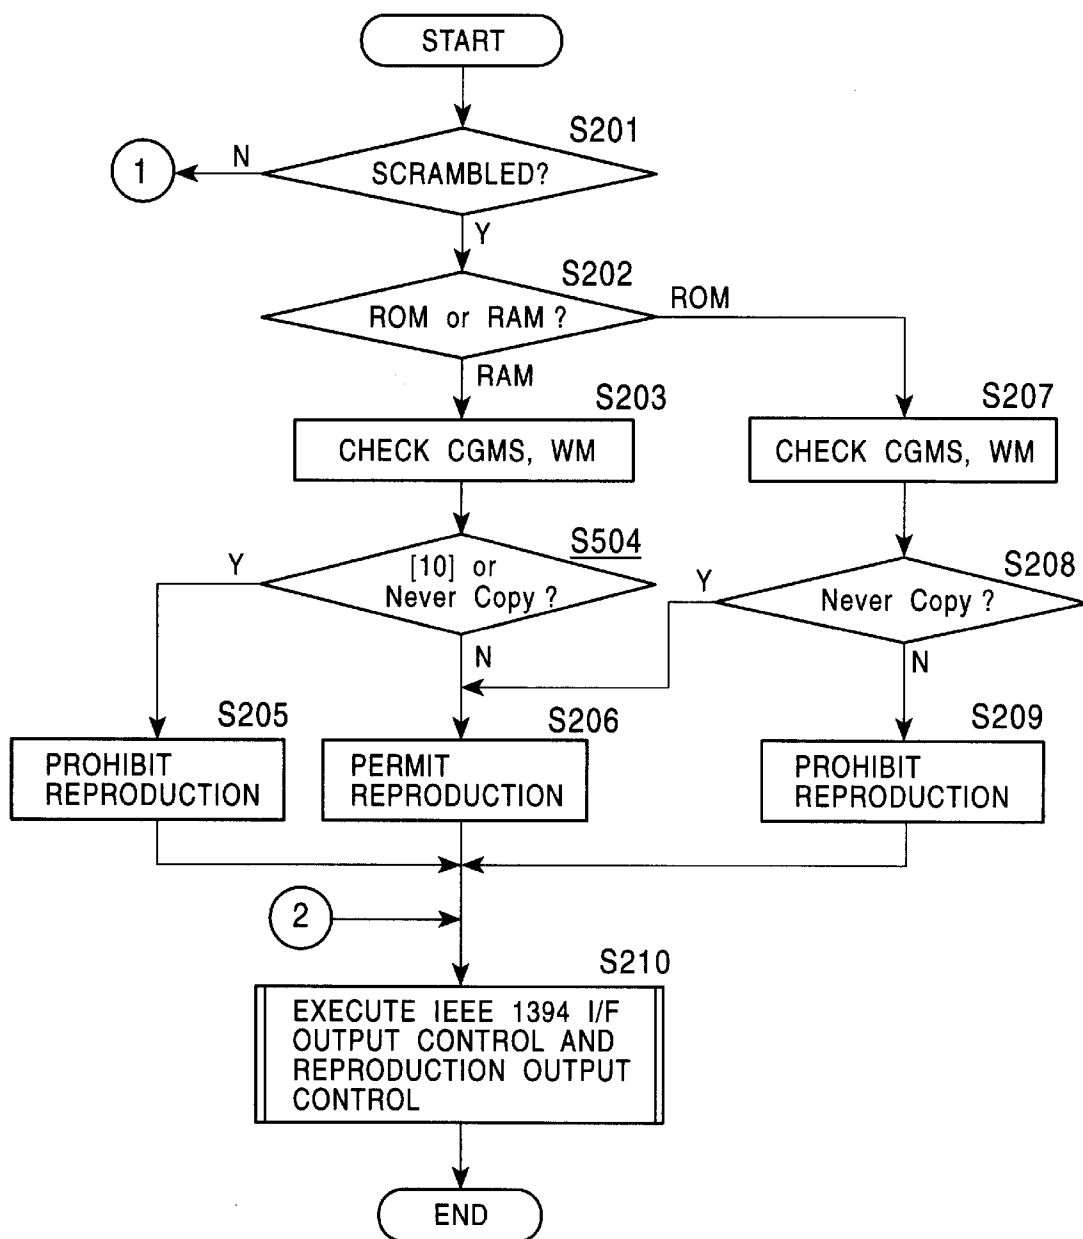 START
S201
SCRAMBLED?
N
1
Y
S202
ROM or RAM ?
ROM
RAM
S203
CHECK CGMS, WM
S207
CHECK CGMS, WM
S504
[10] or
Never Copy ?
Y
N
S208
Never Copy ?
Y
N
S205
PROHIBIT
REPRODUCTION
S206
PERMIT
REPRODUCTION
S209
PROHIBIT
REPRODUCTION
2
S210
EXECUTE IEEE 1394 I/F
OUTPUT CONTROL AND
REPRODUCTION OUTPUT
CONTROL
END